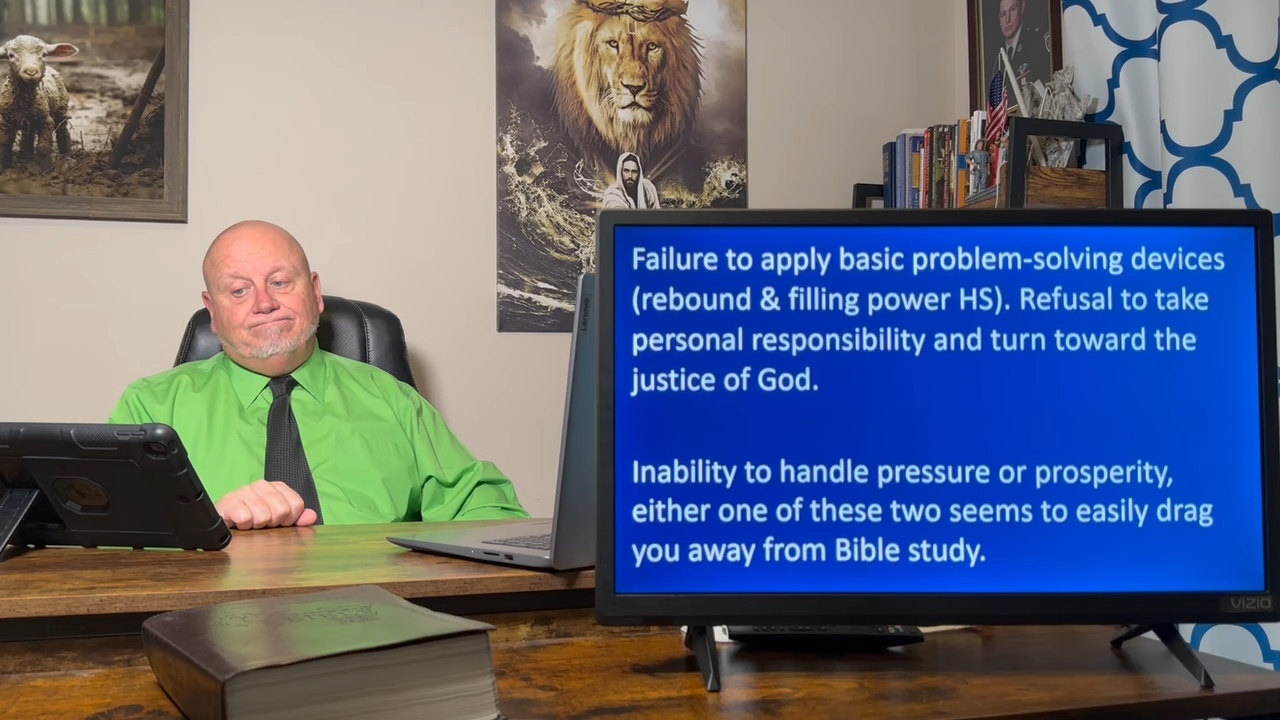 Failure to apply basic problem-solving devices
(rebound & filling power HS). Refusal to take
personal responsibility and turn toward the
justice of God.
Inability to handle pressure or prosperity,
either one of these two seems to easily drag
you away from Bible study.
Lenovo
VIZIO